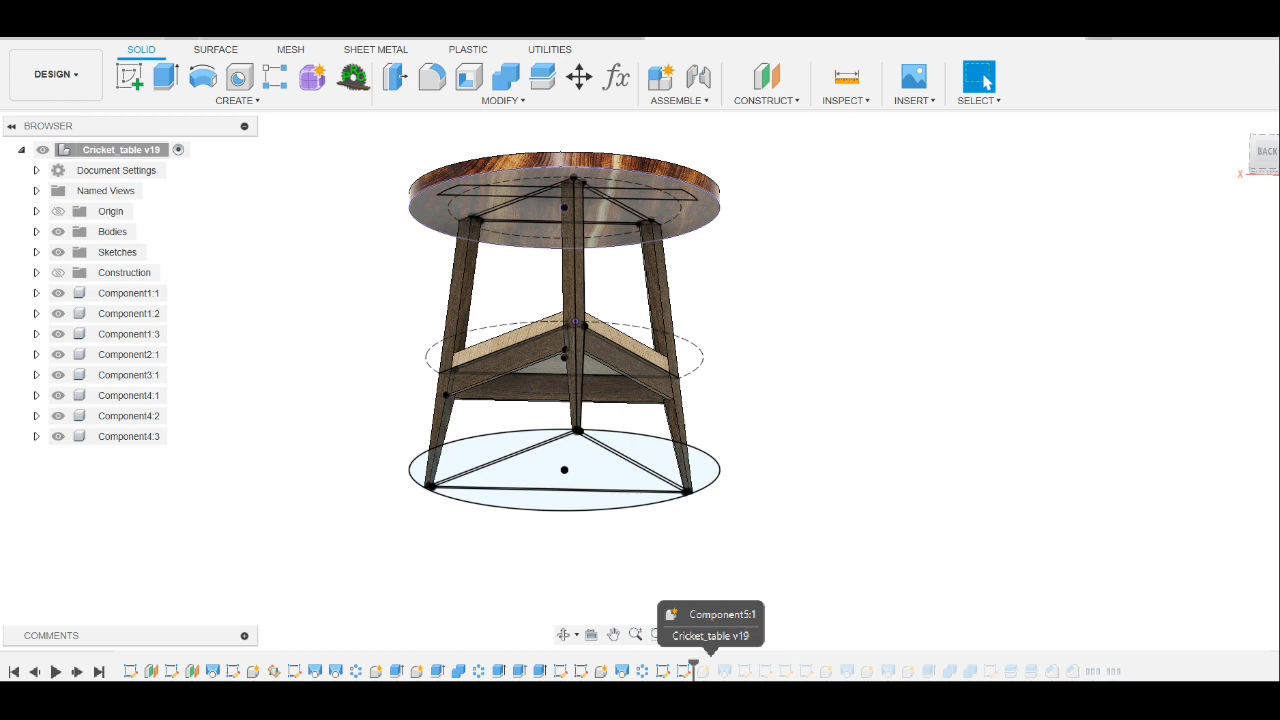 SOLID SURFACE MESH SHEET METAL PLASTIC UTILITIES
DESIGN
fx
CREATE MODIFY ASSEMBLE CONSTRUCT INSPECT INSERT SELECT
BROWSER
Cricket_table v19
Document Settings
Named Views
Origin
Bodies
Sketches
Construction
Component1:1
Component1:2
Component1:3
Component2:1
Component3:1
Component4:1
Component4:2
Component4:3
BACK
X
COMMENTS
Component5:1
Cricket_table v19